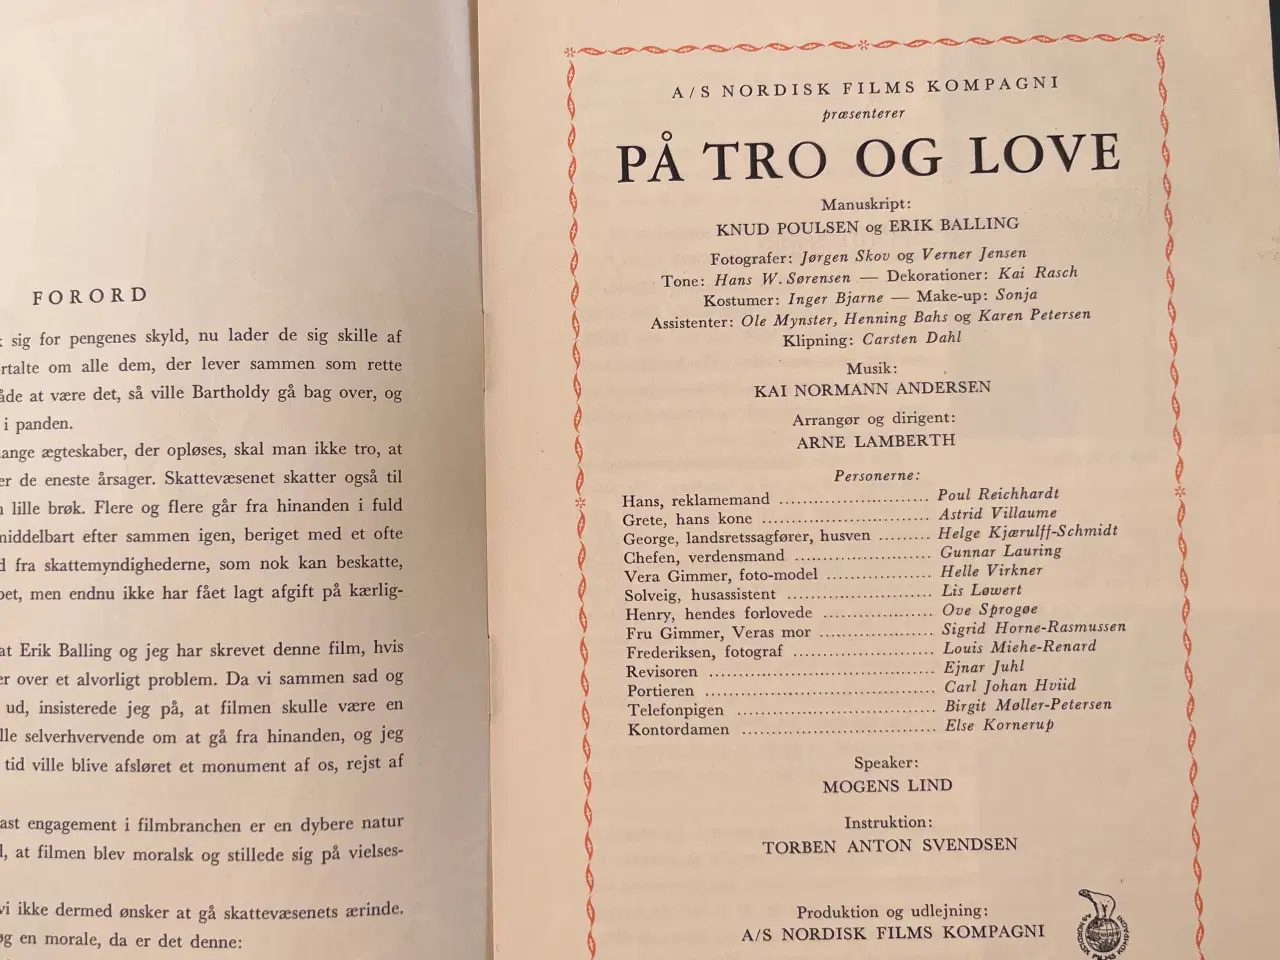 FORORD
sig for pengenes skyld, nu lader de sig skille af
om alle dem, der lever sammen som rette
at være det, så ville Bartholdy gå bag over, og
i panden.
ægteskaber, der opløses, skal man ikke tro, at
de eneste årsager. Skattevæsenet skatter også til
lille brøk. Flere og flere går fra hinanden i fuld
efter sammen igen, beriget med et ofte
fra skattemyndighederne, som nok kan beskatte,
men endnu ikke har fået lagt afgift på kærlig-
at Erik Balling og jeg har skrevet denne film, hvis
over et alvorligt problem. Da vi sammen sad og
ud, insisterede jeg på, at filmen skulle være en
selverhvervende om at gå fra hinanden, og jeg
tid ville blive afsløret et monument af os, rejst af
engagement i filmbranchen er en dybere natur
at filmen blev moralsk og stillede sig på vielses-
vi ikke dermed ønsker at gå skattevæsenets ærinde.
en morale, da er det denne:
A/S NORDISK FILMS KOMPAGNI
præsenterer
PÅ TRO OG LOVE
Manuskript:
KNUD POULSEN og ERIK BALLING
Fotografer: Jørgen Skov og Verner Jensen
Tone: Hans W. Sørensen — Dekorationer: Kai Rasch
Kostumer: Inger Bjarne — Make-up: Sonja
Assistenter: Ole Mynster, Henning Bahs og Karen Petersen
Klipning: Carsten Dahl
Musik:
KAI NORMANN ANDERSEN
Arrangør og dirigent:
ARNE LAMBERTH
Personerne:
Hans, reklamemand ........................ Poul Reichhardt
Grete, hans kone ........................... Astrid Villaume
George, landsretssagfører, husven ......... Helge Kjærulff-Schmidt
Chefen, verdensmand ...................... Gunnar Lauring
Vera Gimmer, foto-model .................. Helle Virkner
Solveig, husassistent ........................ Lis Løwert
Henry, hendes forlovede ................... Ove Sprogøe
Fru Gimmer, Veras mor ................... Sigrid Horne-Rasmussen
Frederiksen, fotograf ....................... Louis Miehe-Renard
Revisoren ..................................... Ejnar Juhl
Portieren ...................................... Carl Johan Hviid
Telefonpigen ................................. Birgit Møller-Petersen
Kontordamen ................................ Else Kornerup
Speaker:
MOGENS LIND
Instruktion:
TORBEN ANTON SVENDSEN
Produktion og udlejning:
A/S NORDISK FILMS KOMPAGNI
A/S NORDISK FILMS KOMPAGNI